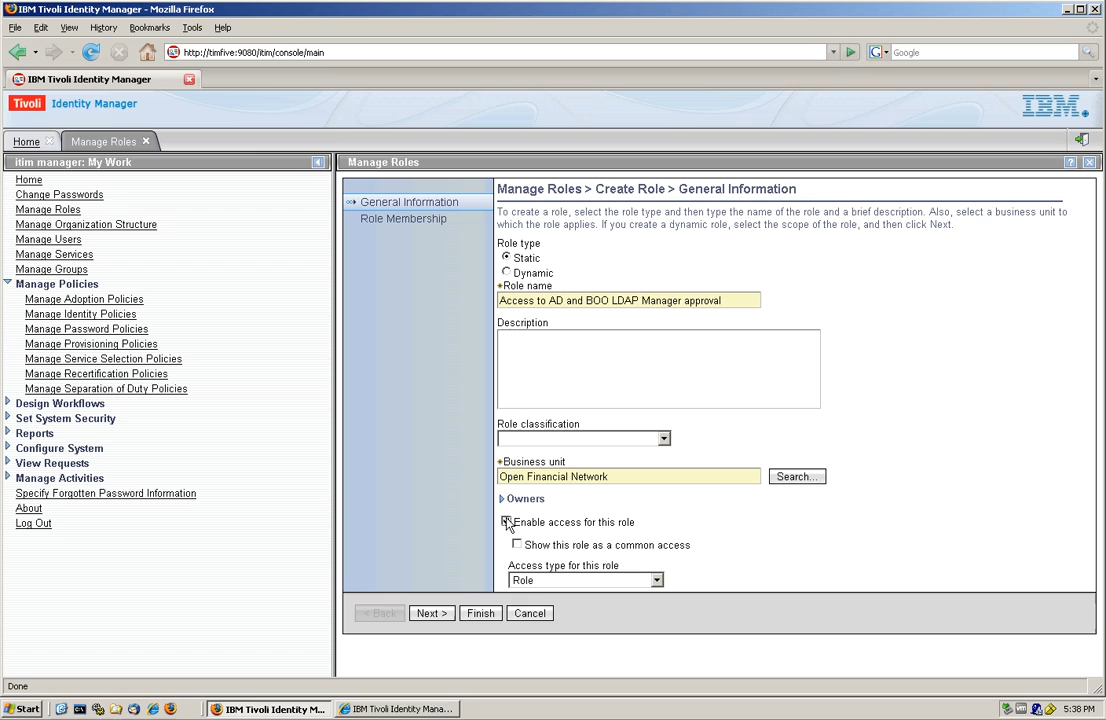 IBM Tivoli Identity Manager - Mozilla Firefox
File Edit View History Bookmarks Tools Help
http://timfive:9080/itim/console/main
G Google
IBM Tivoli Identity Manager
Tivoli Identity Manager
IBM
Home Manage Roles
itim manager: My Work
Home
Change Passwords
Manage Roles
Manage Organization Structure
Manage Users
Manage Services
Manage Groups
Manage Policies
Manage Adoption Policies
Manage Identity Policies
Manage Password Policies
Manage Provisioning Policies
Manage Service Selection Policies
Manage Recertification Policies
Manage Separation of Duty Policies
Design Workflows
Set System Security
Reports
Configure System
View Requests
Manage Activities
Specify Forgotten Password Information
About
Log Out
Manage Roles
?
General Information
Role Membership
Manage Roles > Create Role > General Information
To create a role, select the role type and then type the name of the role and a brief description. Also, select a business unit to
which the role applies. If you create a dynamic role, select the scope of the role, and then click Next.
Role type
Static
Dynamic
*Role name
Access to AD and BOO LDAP Manager approval
Description
Role classification
*Business unit
Open Financial Network Search...
Owners
Enable access for this role
Show this role as a common access
Access type for this role
Role
< Back Next > Finish Cancel
Done
Start IBM Tivoli Identity M... IBM Tivoli Identity Mana... 5:38 PM